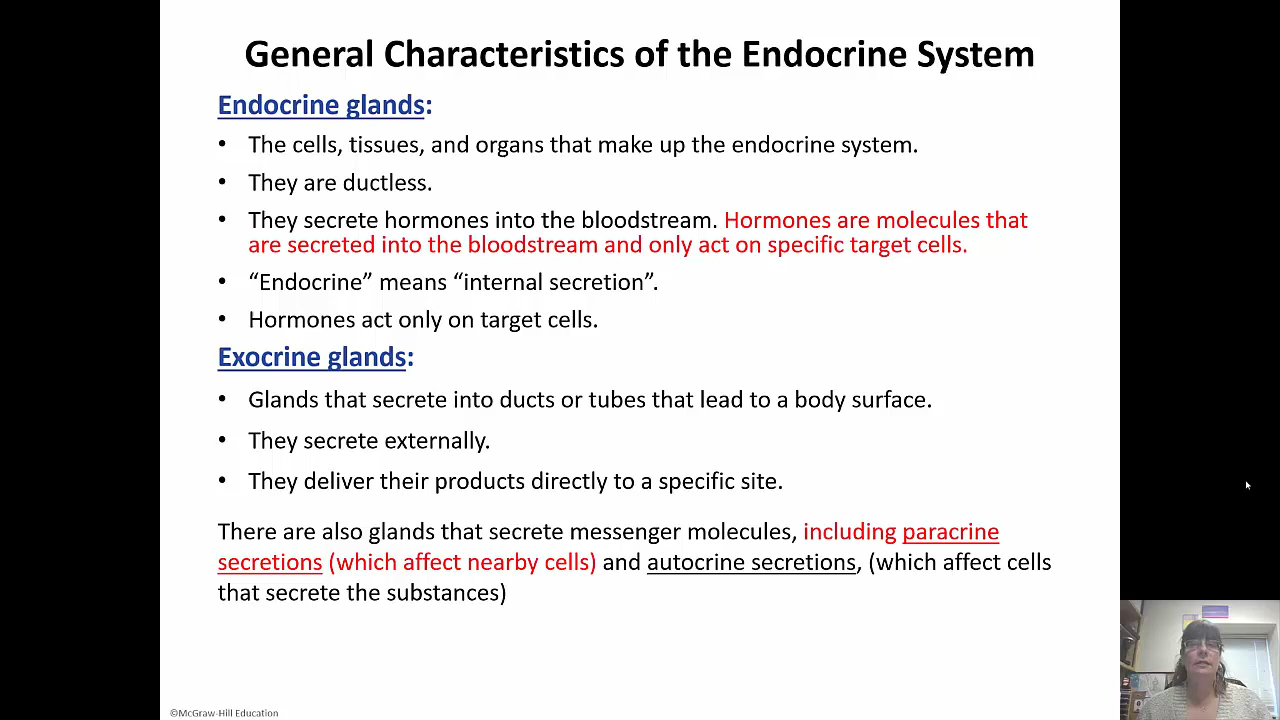 General Characteristics of the Endocrine System
Endocrine glands:
• The cells, tissues, and organs that make up the endocrine system.
• They are ductless.
• They secrete hormones into the bloodstream. Hormones are molecules that
are secreted into the bloodstream and only act on specific target cells.
• “Endocrine” means “internal secretion”.
• Hormones act only on target cells.
Exocrine glands:
• Glands that secrete into ducts or tubes that lead to a body surface.
• They secrete externally.
• They deliver their products directly to a specific site.
There are also glands that secrete messenger molecules, including paracrine
secretions (which affect nearby cells) and autocrine secretions, (which affect cells
that secrete the substances)
©McGraw-Hill Education